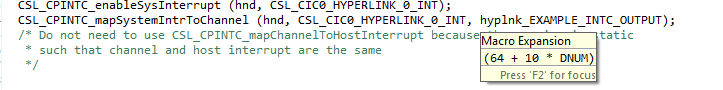 CSL_CPINTC_enableSysInterrupt (hnd, CSL_CIC0_HYPERLINK_0_INT);
CSL_CPINTC_mapSystemIntrToChannel (hnd, CSL_CIC0_HYPERLINK_0_INT, hyplnk_EXAMPLE_INTC_OUTPUT);
/* Do not need to use CSL_CPINTC_mapChannelToHostInterrupt because static
* such that channel and host interrupt are the same
*/
Macro Expansion
(64 + 10 * DNUM)
Press 'F2' for focus